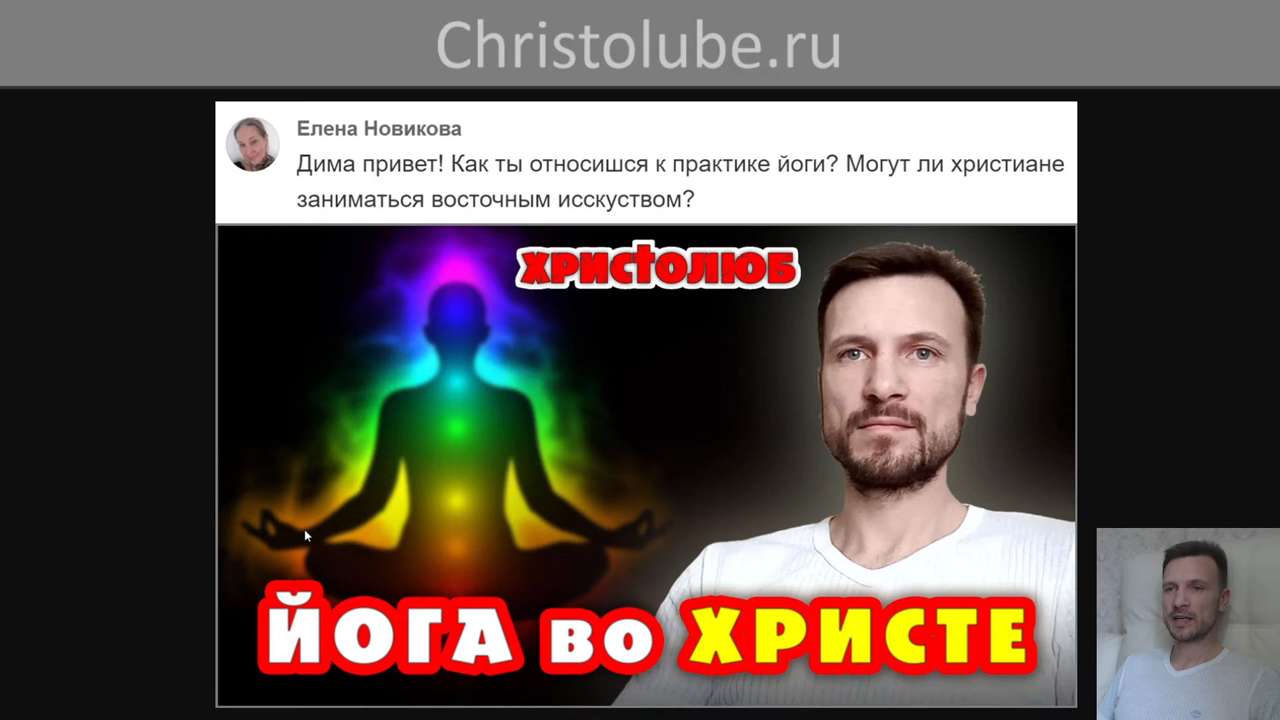 Christolube.ru
Елена Новикова
Дима привет! Как ты относишся к практике йоги? Могут ли христиане
заниматься восточным исскуством?
ХРИСТОЛЮБ
ЙОГА ВО ХРИСТЕ